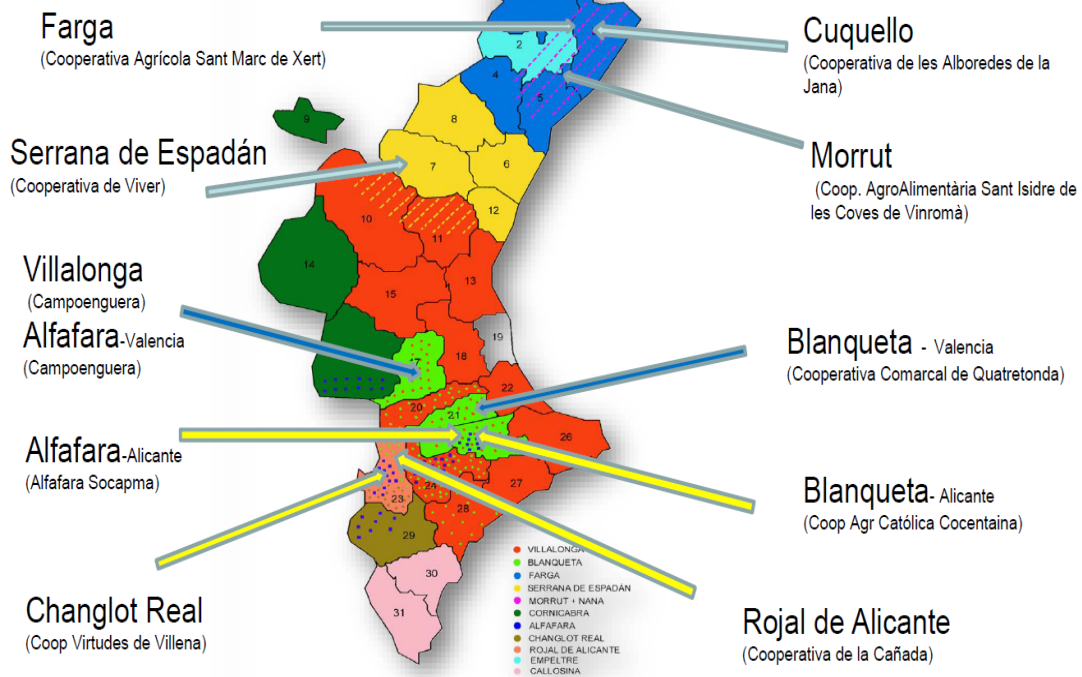 Farga
(Cooperativa Agrícola Sant Marc de Xert)
Cuquello
(Cooperativa de les Alboredes de la
Jana)
Serrana de Espadán
(Cooperativa de Viver)
Morrut
(Coop. AgroAlimentària Sant Isidre de
les Coves de Vinromà)
Villalonga
(Campoenguera)
Alfafara-Valencia
(Campoenguera)
Blanqueta - Valencia
(Cooperativa Comarcal de Quatretonda)
Alfafara-Alicante
(Alfafara Socapma)
Blanqueta- Alicante
(Coop Agr Católica Cocentaina)
Changlot Real
(Coop Virtudes de Villena)
Rojal de Alicante
(Cooperativa de la Cañada)
2
4
5
9
8
7
6
12
10
11
14
15
13
19
17
18
22
20
21
26
27
24
23
28
29
30
31
VILLALONGA
BLANQUETA
FARGA
SERRANA DE ESPADÁN
MORRUT + NANA
CORNICABRA
ALFAFARA
CHANGLOT REAL
ROJAL DE ALICANTE
EMPELTRE
CALLOSINA